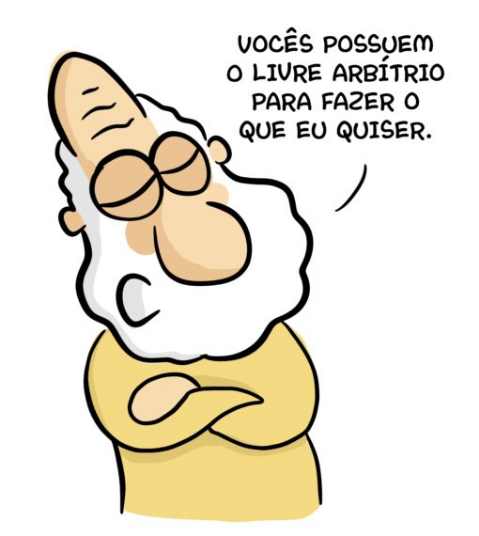 VOCÊS POSSUEM
O LIVRE ARBÍTRIO
PARA FAZER O
QUE EU QUISER.